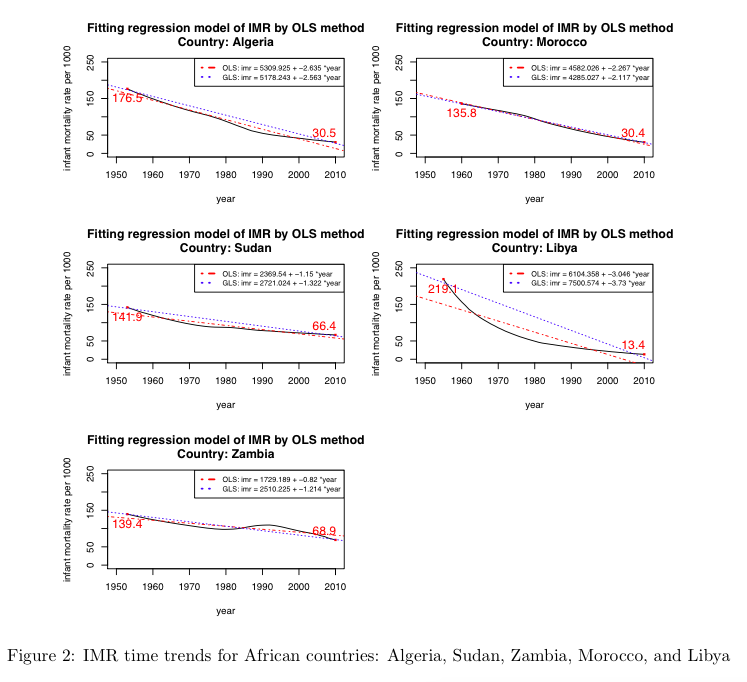 Fitting regression model of IMR by OLS method
Country: Algeria
infant mortality rate per 1000
250
150
50
0
OLS: imr = 5309.925 + −2.635 *year
GLS: imr = 5178.243 + −2.563 *year
176.5
30.5
1950 1960 1970 1980 1990 2000 2010
year
Fitting regression model of IMR by OLS method
Country: Morocco
infant mortality rate per 1000
250
150
50
0
OLS: imr = 4582.026 + −2.267 *year
GLS: imr = 4285.027 + −2.117 *year
135.8
30.4
1950 1960 1970 1980 1990 2000 2010
year
Fitting regression model of IMR by OLS method
Country: Sudan
infant mortality rate per 1000
250
150
50
0
OLS: imr = 2369.54 + −1.15 *year
GLS: imr = 2721.024 + −1.322 *year
141.9
66.4
1950 1960 1970 1980 1990 2000 2010
year
Fitting regression model of IMR by OLS method
Country: Libya
infant mortality rate per 1000
250
150
50
0
OLS: imr = 6104.358 + −3.046 *year
GLS: imr = 7500.574 + −3.73 *year
219.1
13.4
1950 1960 1970 1980 1990 2000 2010
year
Fitting regression model of IMR by OLS method
Country: Zambia
infant mortality rate per 1000
250
150
50
0
OLS: imr = 1729.189 + −0.82 *year
GLS: imr = 2510.225 + −1.214 *year
139.4
68.9
1950 1960 1970 1980 1990 2000 2010
year
Figure 2: IMR time trends for African countries: Algeria, Sudan, Zambia, Morocco, and Libya